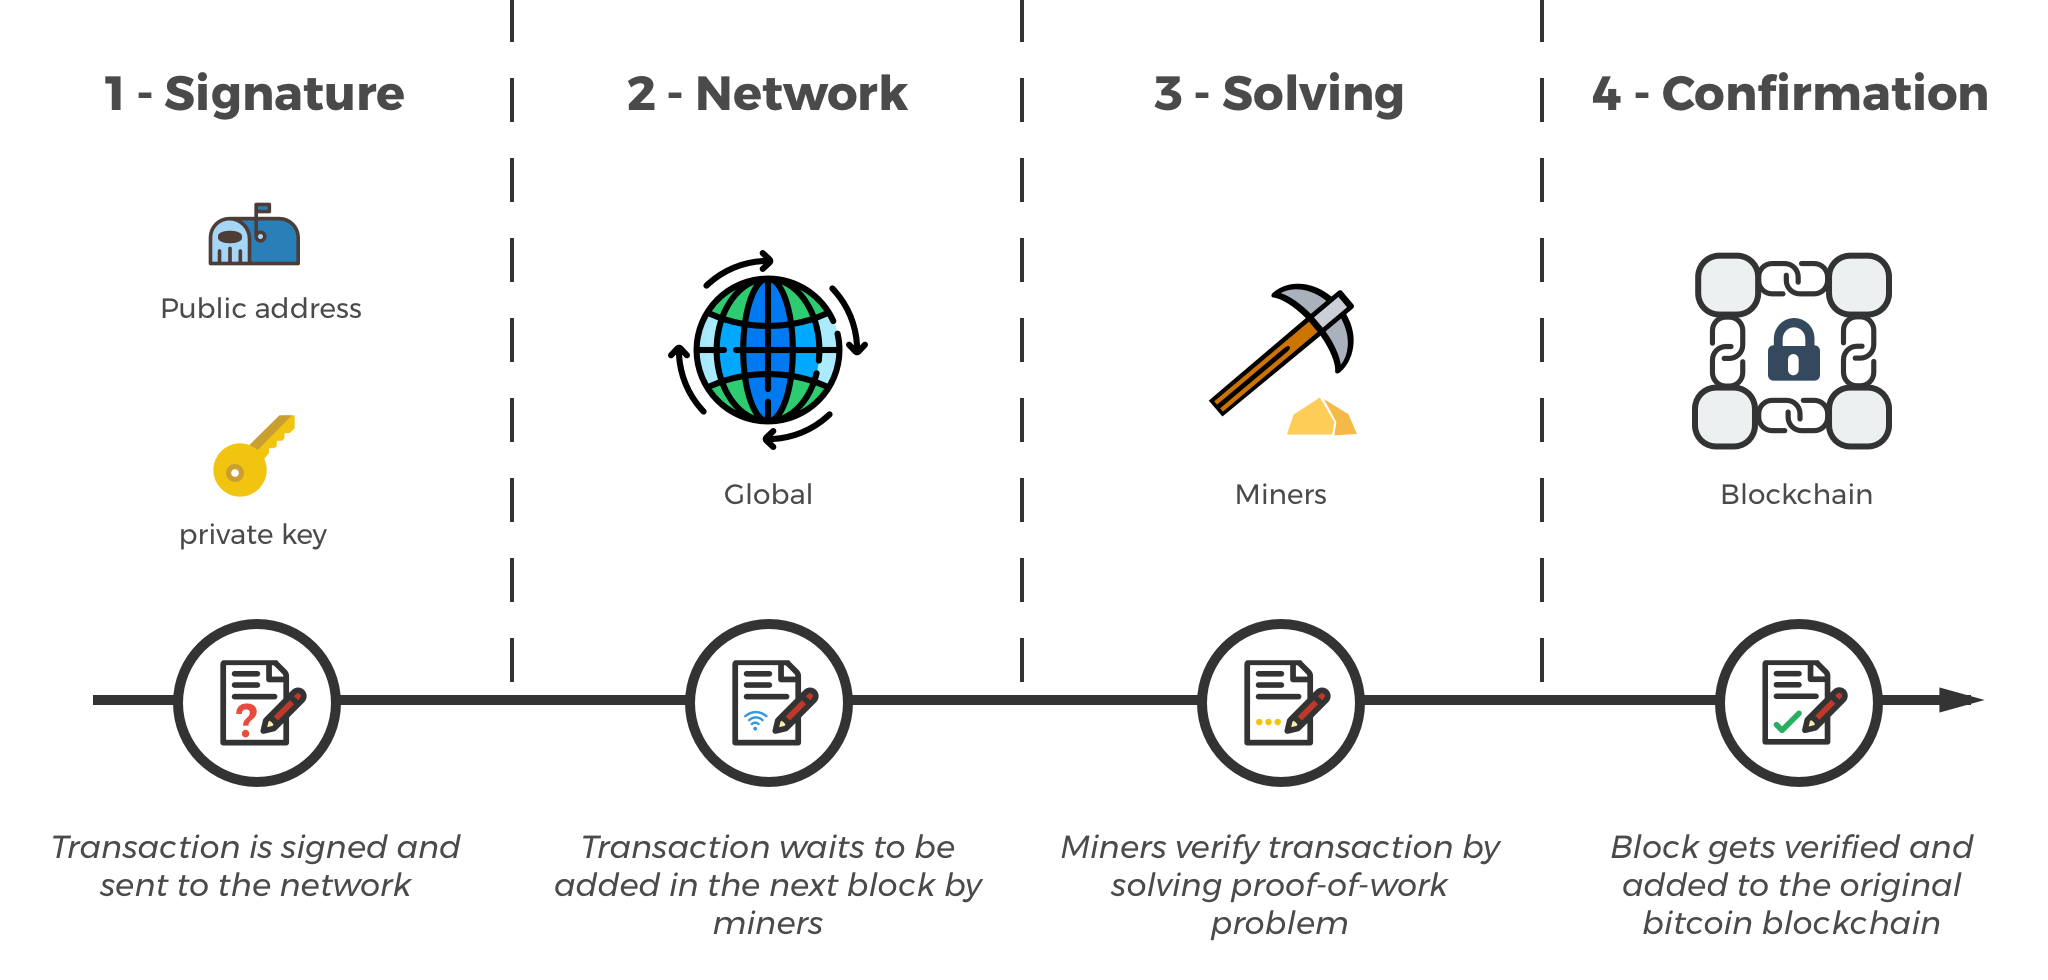 1 - Signature
2 - Network
3 - Solving
4 - Confirmation
Public address
private key
Global
Miners
Blockchain
?
Transaction is signed and
sent to the network
Transaction waits to be
added in the next block by
miners
Miners verify transaction by
solving proof-of-work
problem
Block gets verified and
added to the original
bitcoin blockchain